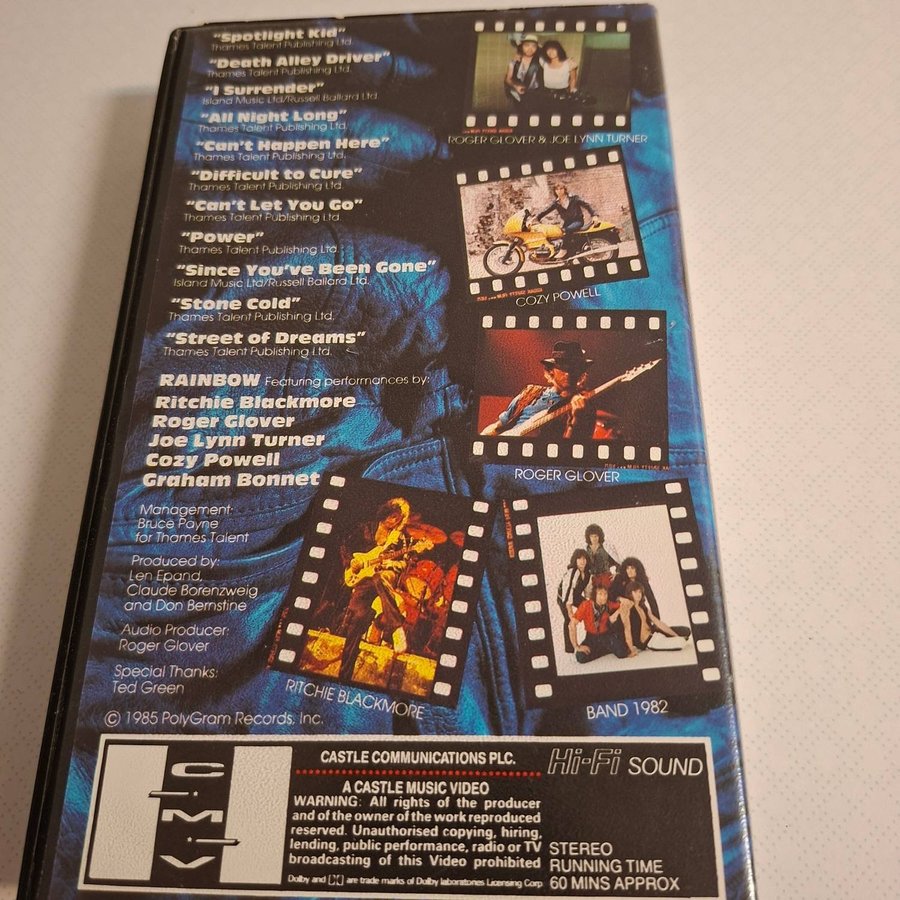 "Spotlight Kid"
Thames Talent Publishing Ltd.
"Death Alley Driver"
Thames Talent Publishing Ltd.
"I Surrender"
Island Music Ltd/Russell Ballard Ltd.
"All Night Long"
Thames Talent Publishing Ltd.
"Can't Happen Here"
Thames Talent Publishing Ltd.
"Difficult to Cure"
Thames Talent Publishing Ltd.
"Can't Let You Go"
Thames Talent Publishing Ltd.
"Power"
Thames Talent Publishing Ltd.
"Since You've Been Gone"
Island Music Ltd/Russell Ballard Ltd.
"Stone Cold"
Thames Talent Publishing Ltd.
"Street of Dreams"
Thames Talent Publishing Ltd.
RAINBOW Featuring performances by:
Ritchie Blackmore
Roger Glover
Joe Lynn Turner
Cozy Powell
Graham Bonnet
Management:
Bruce Payne
for Thames Talent
Produced by:
Len Epand,
Claude Borenzweig
and Don Bernstine
Audio Producer:
Roger Glover
Special Thanks:
Ted Green
© 1985 PolyGram Records, Inc.
ROGER GLOVER & JOE LYNN TURNER
COZY POWELL
ROGER GLOVER
RITCHIE BLACKMORE
BAND 1982
CMV
CASTLE COMMUNICATIONS PLC.
A CASTLE MUSIC VIDEO
WARNING: All rights of the producer
and of the owner of the work reproduced
reserved. Unauthorised copying, hiring,
lending, public performance, radio or TV
broadcasting of this Video prohibited
Dolby and are trade marks of Dolby laboratories Licensing Corp
Hi-Fi SOUND
STEREO
RUNNING TIME
60 MINS APPROX